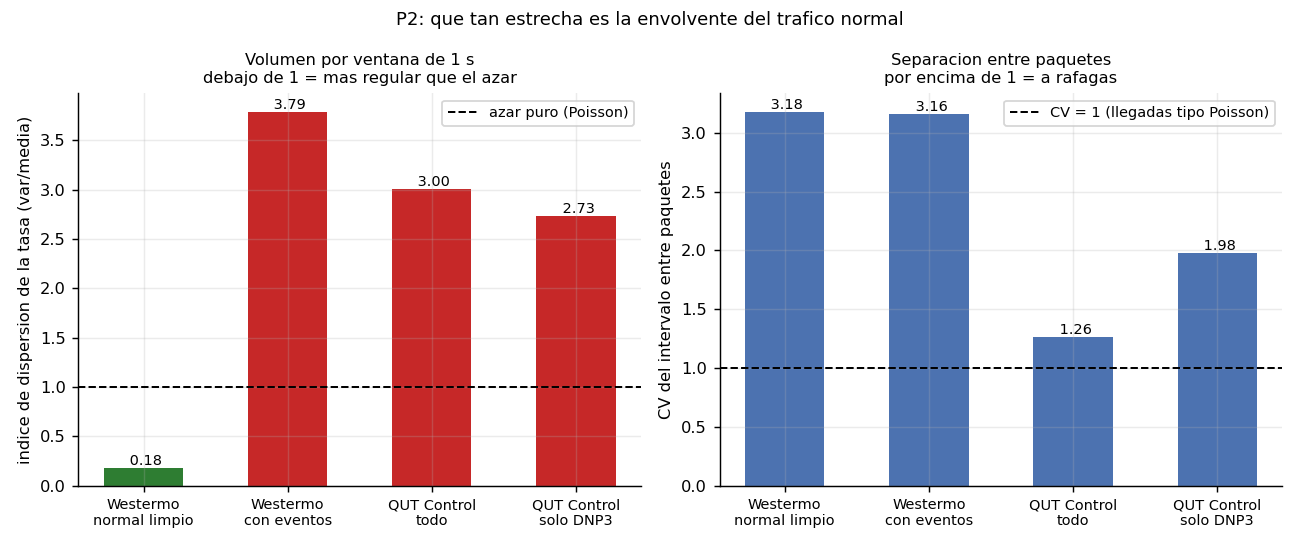 P2: que tan estrecha es la envolvente del trafico normal
Volumen por ventana de 1 s
debajo de 1 = mas regular que el azar
indice de dispersion de la tasa (var/media)
3.5
3.0
2.5
2.0
1.5
1.0
0.5
0.0
azar puro (Poisson)
0.18
3.79
3.00
2.73
Westermo
normal limpio
Westermo
con eventos
QUT Control
todo
QUT Control
solo DNP3
Separacion entre paquetes
por encima de 1 = a rafagas
CV del intervalo entre paquetes
3.0
2.5
2.0
1.5
1.0
0.5
0.0
CV = 1 (llegadas tipo Poisson)
3.18
3.16
1.26
1.98
Westermo
normal limpio
Westermo
con eventos
QUT Control
todo
QUT Control
solo DNP3